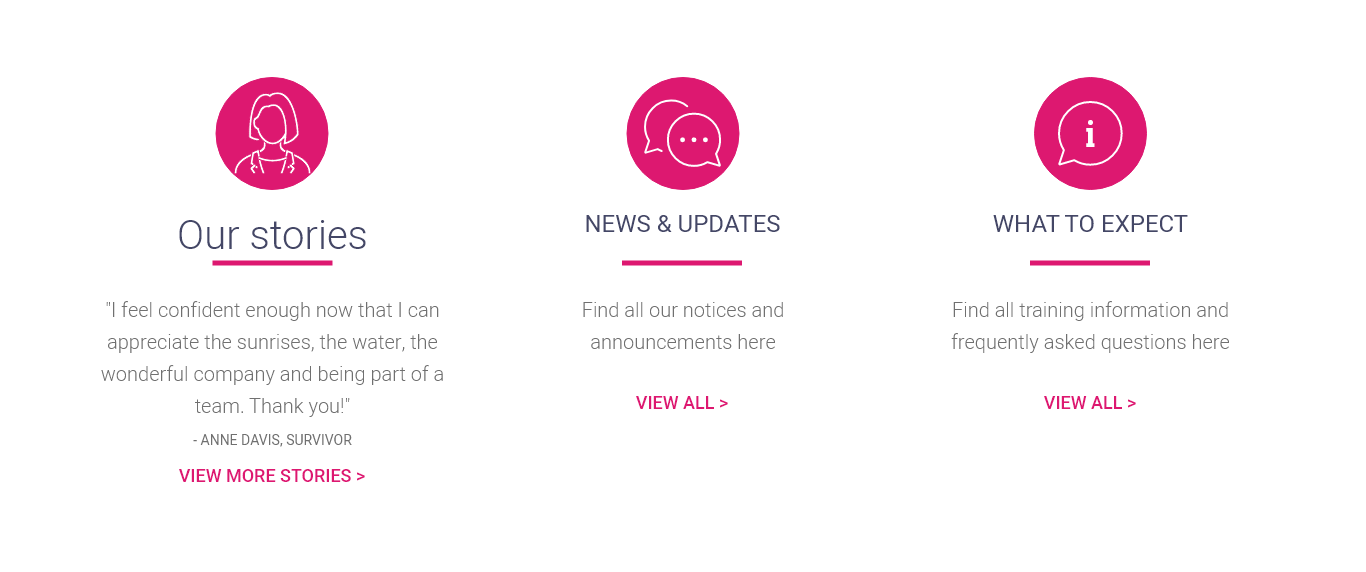 Our stories
"I feel confident enough now that I can
appreciate the sunrises, the water, the
wonderful company and being part of a
team. Thank you!"
- ANNE DAVIS, SURVIVOR
VIEW MORE STORIES >
NEWS & UPDATES
Find all our notices and
announcements here
VIEW ALL >
i
WHAT TO EXPECT
Find all training information and
frequently asked questions here
VIEW ALL >